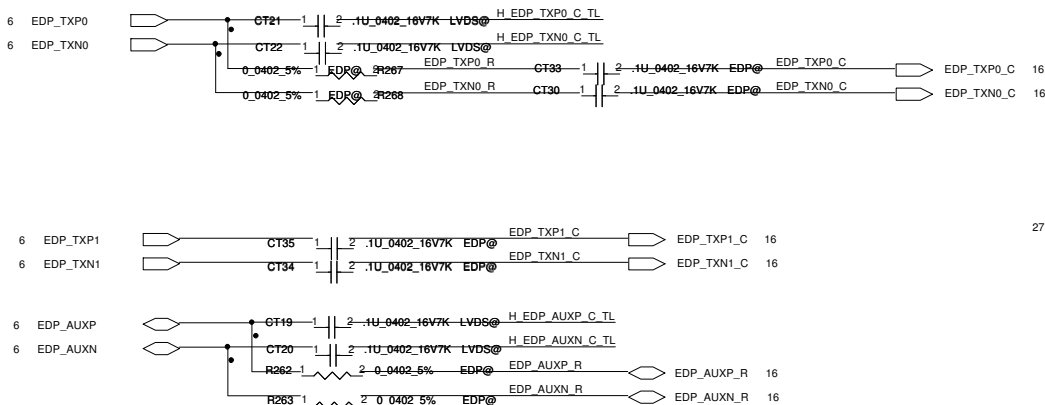 6 EDP_TXP0 CT21 1 2 .1U_0402_16V7K LVDS@ H_EDP_TXP0_C_TL
6 EDP_TXN0 CT22 1 2 .1U_0402_16V7K LVDS@ H_EDP_TXN0_C_TL
0_0402_5% 1 EDP@ 2 R267 EDP_TXP0_R CT33 1 2 .1U_0402_16V7K EDP@ EDP_TXP0_C EDP_TXP0_C 16
0_0402_5% 1 EDP@ 2 R268 EDP_TXN0_R CT30 1 2 .1U_0402_16V7K EDP@ EDP_TXN0_C EDP_TXN0_C 16
27
6 EDP_TXP1 CT35 1 2 .1U_0402_16V7K EDP@ EDP_TXP1_C EDP_TXP1_C 16
6 EDP_TXN1 CT34 1 2 .1U_0402_16V7K EDP@ EDP_TXN1_C EDP_TXN1_C 16
6 EDP_AUXP CT19 1 2 .1U_0402_16V7K LVDS@ H_EDP_AUXP_C_TL
6 EDP_AUXN CT20 1 2 .1U_0402_16V7K LVDS@ H_EDP_AUXN_C_TL
R262 1 2 0_0402_5% EDP@ EDP_AUXP_R EDP_AUXP_R 16
R263 1 2 0_0402_5% EDP@ EDP_AUXN_R EDP_AUXN_R 16